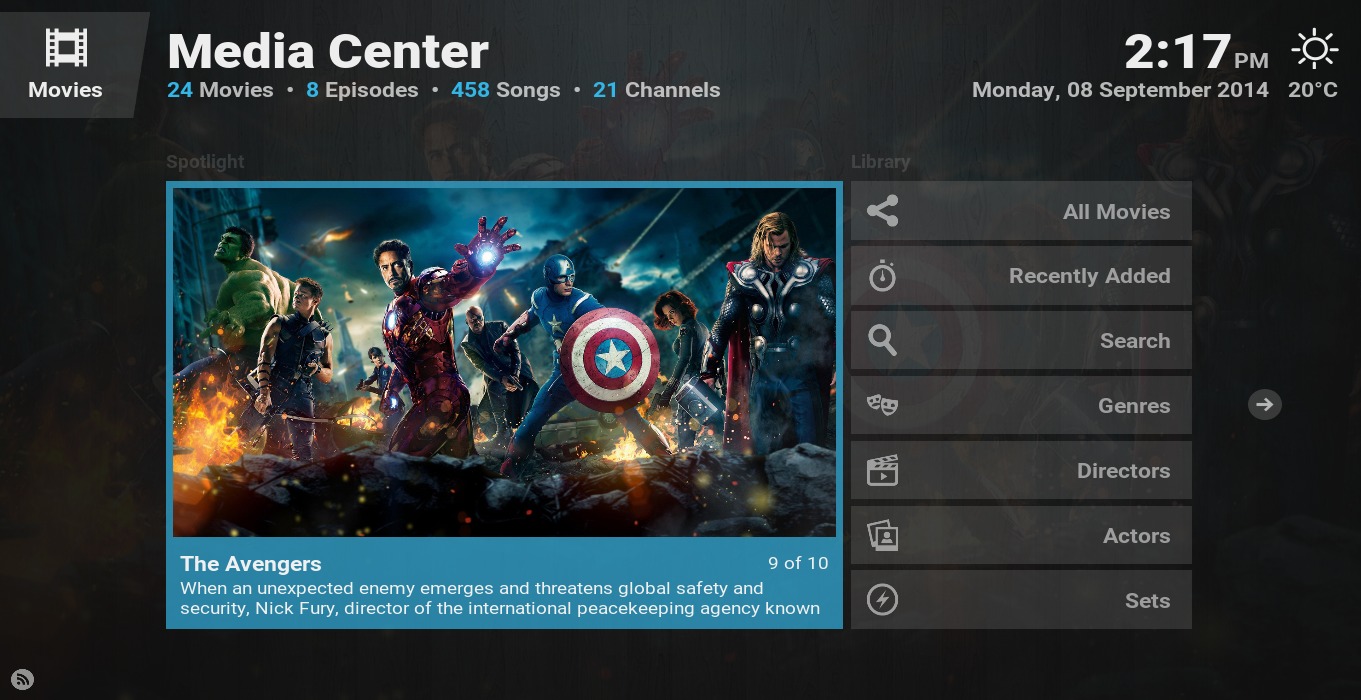 Movies
Media Center
24 Movies • 8 Episodes • 458 Songs • 21 Channels
2:17 PM
Monday, 08 September 2014 20°C
Spotlight
The Avengers 9 of 10
When an unexpected enemy emerges and threatens global safety and
security, Nick Fury, director of the international peacekeeping agency known
Library
All Movies
Recently Added
Search
Genres
Directors
Actors
Sets